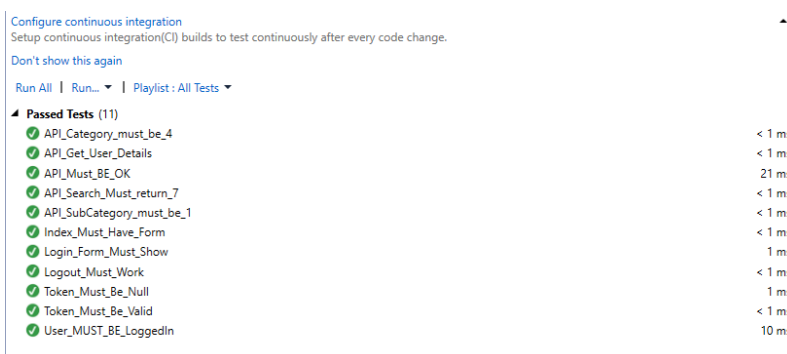 Configure continuous integration
Setup continuous integration(CI) builds to test continuously after every code change.
Don't show this again
Run All | Run... | Playlist : All Tests
Passed Tests (11)
API_Category_must_be_4 < 1 m
API_Get_User_Details < 1 m
API_Must_BE_OK 21 m
API_Search_Must_return_7 < 1 m
API_SubCategory_must_be_1 < 1 m
Index_Must_Have_Form < 1 m
Login_Form_Must_Show 1 m
Logout_Must_Work < 1 m
Token_Must_Be_Null 1 m
Token_Must_Be_Valid < 1 m
User_MUST_BE_LoggedIn 10 m